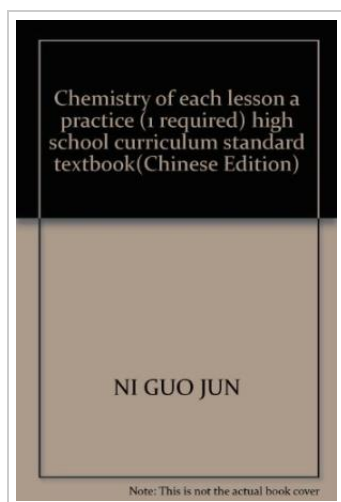 Chemistry of each lesson a
practice (1 required) high
school curriculum standard
textbook(Chinese Edition)
NI GUO JUN
Note: This is not the actual book cover